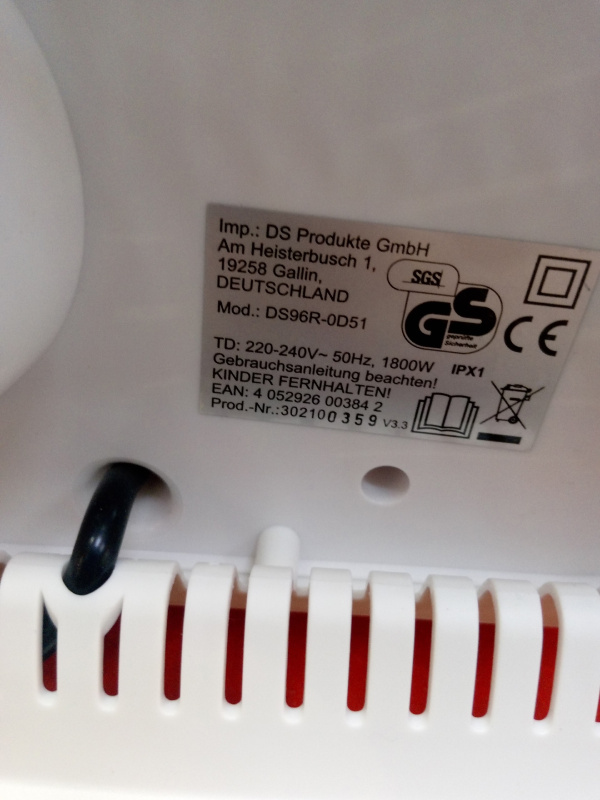 Imp.: DS Produkte GmbH
Am Heisterbusch 1,
19258 Gallin,
DEUTSCHLAND
Mod.: DS96R-0D51
SGS
GS
geprüfte
Sicherheit
CE
TD: 220-240V~ 50Hz, 1800W IPX1
Gebrauchsanleitung beachten!
KINDER FERNHALTEN!
EAN: 4 052926 00384 2
Prod.-Nr.:302100359 V3.3